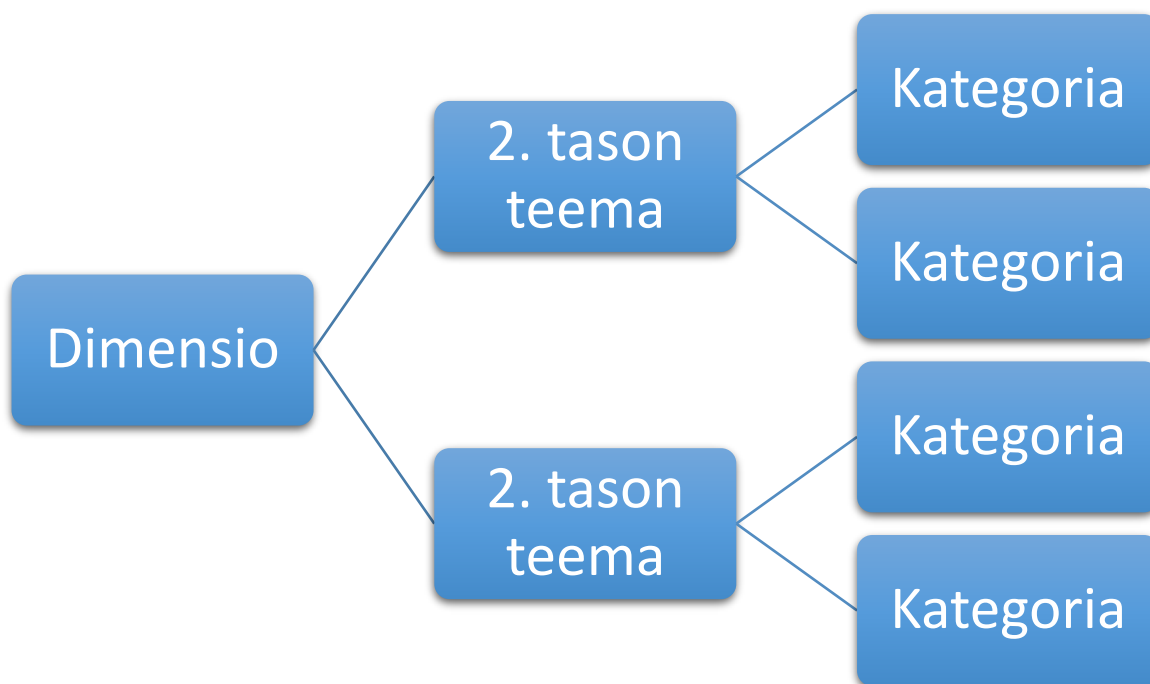 Dimensio
2. tason
teema
2. tason
teema
Kategoria
Kategoria
Kategoria
Kategoria